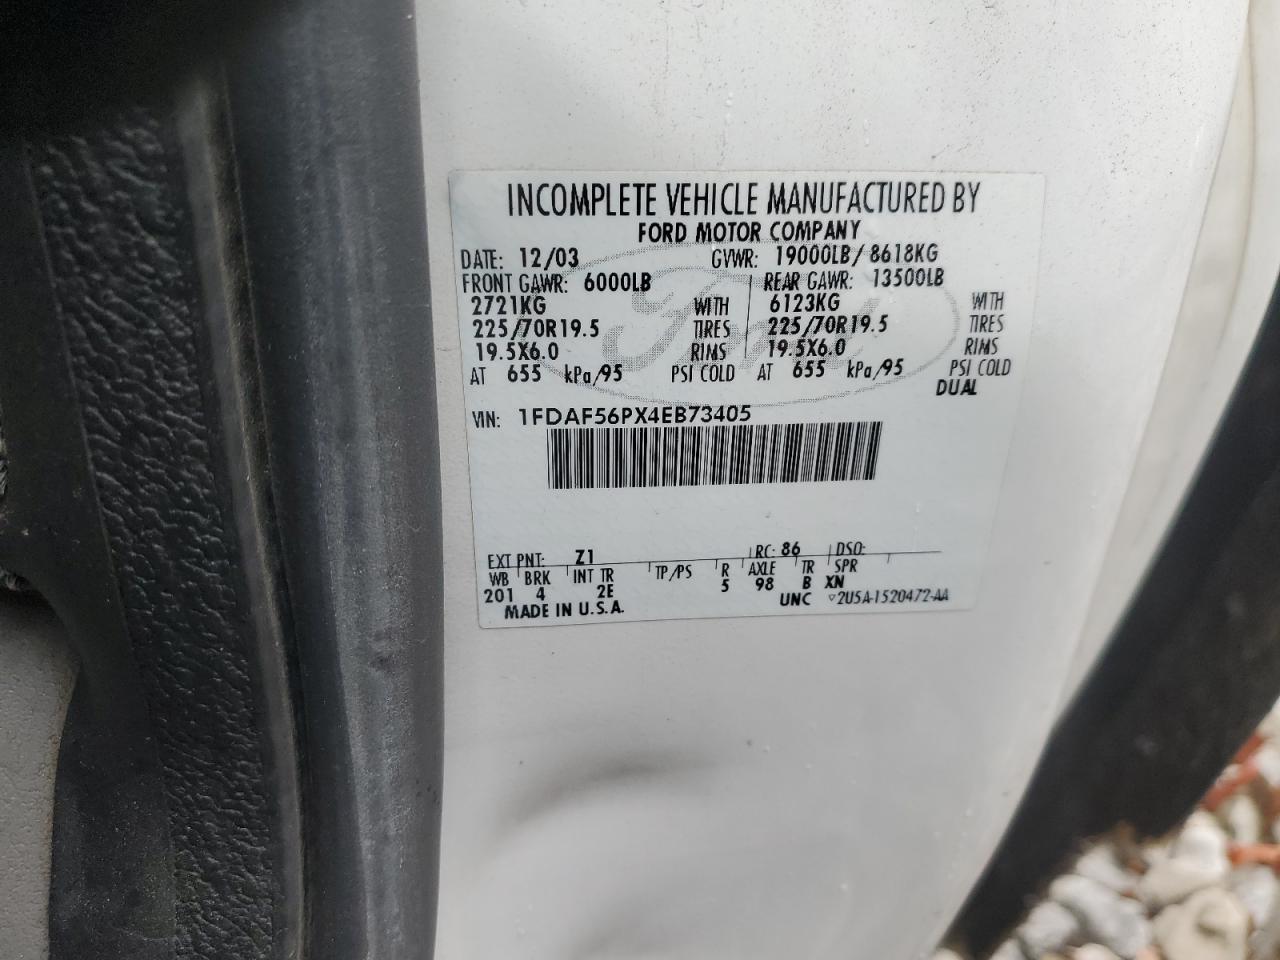 INCOMPLETE VEHICLE MANUFACTURED BY
FORD MOTOR COMPANY
DATE: 12/03 GVWR: 19000LB/ 8618KG
FRONT GAWR: 6000LB REAR GAWR: 13500LB
2721KG WITH 6123KG WITH
225/70R19.5 TIRES 225/70R19.5 TIRES
19.5X6.0 RIMS 19.5X6.0 RIMS
AT 655 kPa/95 PSI COLD AT 655 kPa/95 PSI COLD
DUAL
VIN: 1FDAF56PX4EB73405
Ford
EXT PNT: Z1 RC: 86 DSO:
WB BRK INT TR TP/PS R AXLE TR SPR
201 4 2E 5 98 B XN
MADE IN U.S.A. UNC ▽2U5A-1520472-AA